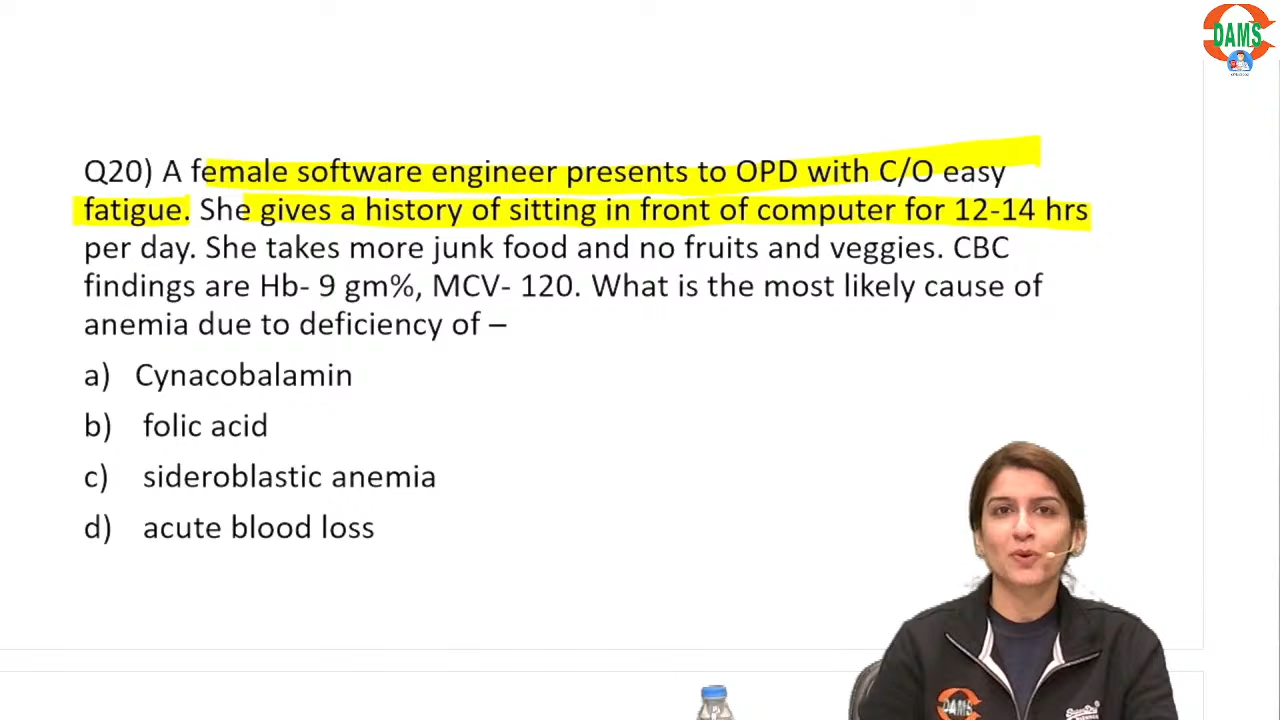 DAMS
Q20) A female software engineer presents to OPD with C/O easy
fatigue. She gives a history of sitting in front of computer for 12-14 hrs
per day. She takes more junk food and no fruits and veggies. CBC
findings are Hb- 9 gm%, MCV- 120. What is the most likely cause of
anemia due to deficiency of –
a) Cynacobalamin
b) folic acid
c) sideroblastic anemia
d) acute blood loss
DAMS